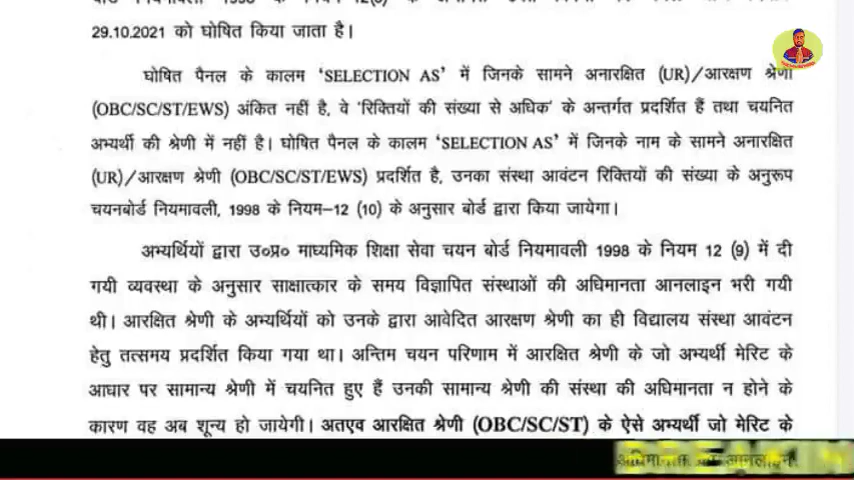 29.10.2021 को घोषित किया जाता है।
घोषित पैनल के कालम ‘SELECTION AS’ में जिनके सामने अनारक्षित (UR)/आरक्षण श्रेणी
(OBC/SC/ST/EWS) अंकित नहीं है, वे ‘रिक्तियों की संख्या से अधिक’ के अन्तर्गत प्रदर्शित हैं तथा चयनित
अभ्यर्थी की श्रेणी में नहीं है। घोषित पैनल के कालम ‘SELECTION AS’ में जिनके नाम के सामने अनारक्षित
(UR)/आरक्षण श्रेणी (OBC/SC/ST/EWS) प्रदर्शित है, उनका संस्था आवंटन रिक्तियों की संख्या के अनुरूप
चयनबोर्ड नियमावली, 1998 के नियम–12 (10) के अनुसार बोर्ड द्वारा किया जायेगा।
अभ्यर्थियों द्वारा उ०प्र० माध्यमिक शिक्षा सेवा चयन बोर्ड नियमावली 1998 के नियम 12 (9) में दी
गयी व्यवस्था के अनुसार साक्षात्कार के समय विज्ञापित संस्थाओं की अधिमानता आनलाइन भरी गयी
थी। आरक्षित श्रेणी के अभ्यर्थियों को उनके द्वारा आवेदित आरक्षण श्रेणी का ही विद्यालय संस्था आवंटन
हेतु तत्समय प्रदर्शित किया गया था। अन्तिम चयन परिणाम में आरक्षित श्रेणी के जो अभ्यर्थी मेरिट के
आधार पर सामान्य श्रेणी में चयनित हुए हैं उनकी सामान्य श्रेणी की संस्था की अधिमानता न होने के
कारण वह अब शून्य हो जायेगी। अतएव आरक्षित श्रेणी (OBC/SC/ST) के ऐसे अभ्यर्थी जो मेरिट के